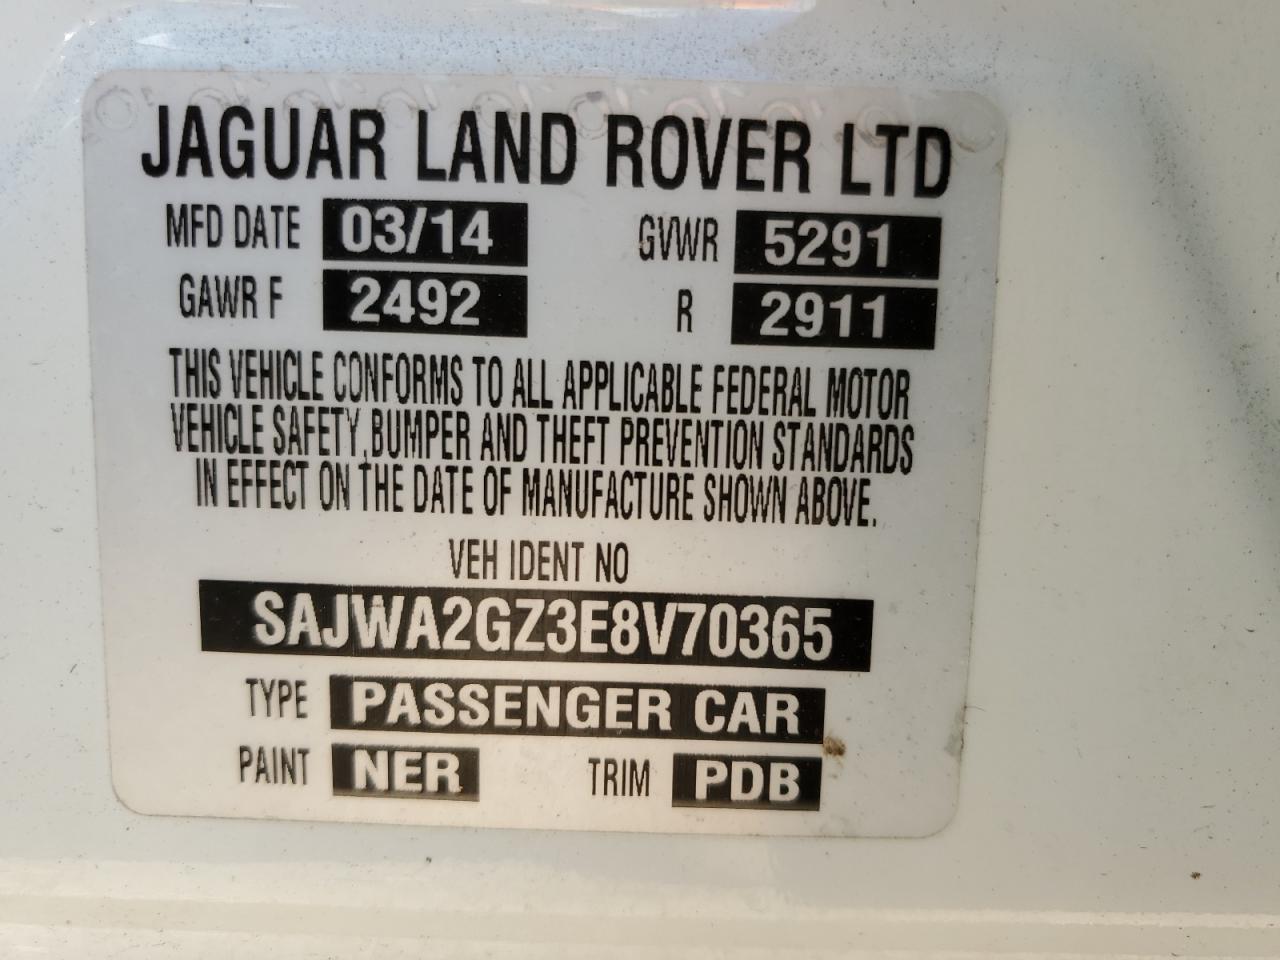 JAGUAR LAND ROVER LTD
MFD DATE 03/14 GVWR 5291
GAWR F 2492 R 2911
THIS VEHICLE CONFORMS TO ALL APPLICABLE FEDERAL MOTOR
VEHICLE SAFETY, BUMPER AND THEFT PREVENTION STANDARDS
IN EFFECT ON THE DATE OF MANUFACTURE SHOWN ABOVE.
VEH IDENT NO
SAJWA2GZ3E8V70365
TYPE PASSENGER CAR
PAINT NER TRIM PDB